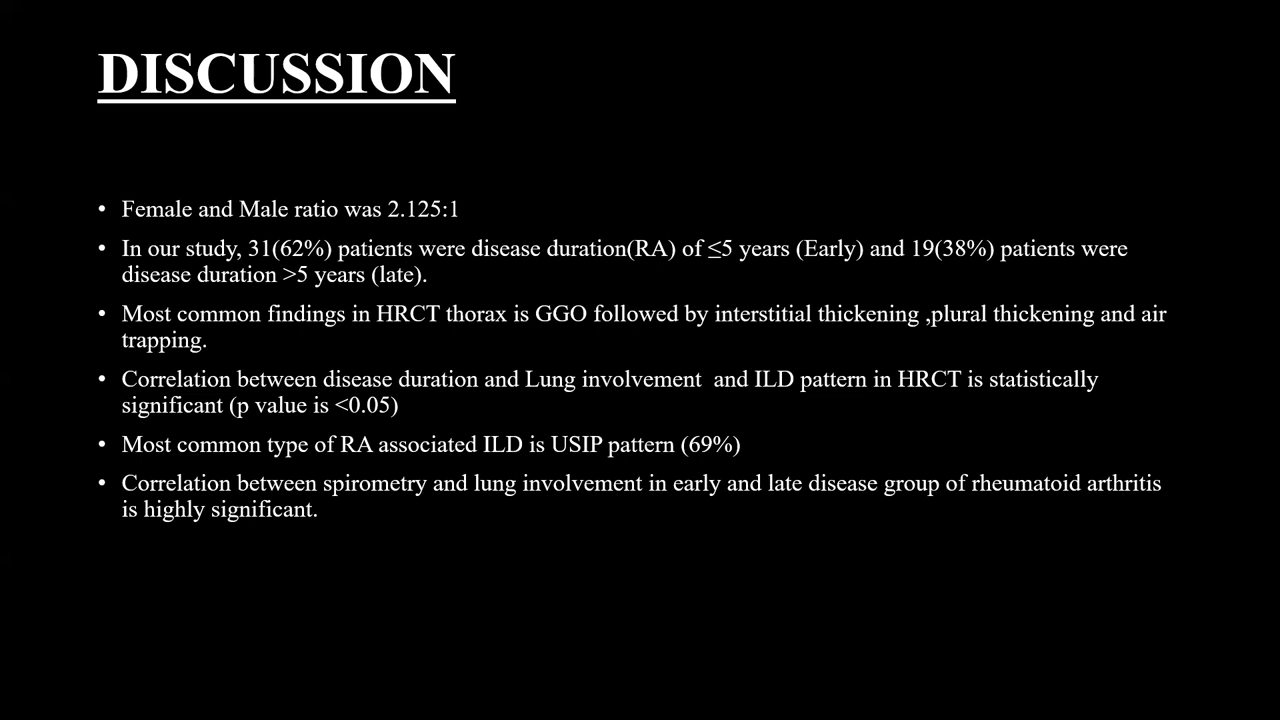 DISCUSSION
• Female and Male ratio was 2.125:1
• In our study, 31(62%) patients were disease duration(RA) of ≤5 years (Early) and 19(38%) patients were
disease duration >5 years (late).
• Most common findings in HRCT thorax is GGO followed by interstitial thickening ,plural thickening and air
trapping.
• Correlation between disease duration and Lung involvement  and ILD pattern in HRCT is statistically
significant (p value is <0.05)
• Most common type of RA associated ILD is USIP pattern (69%)
• Correlation between spirometry and lung involvement in early and late disease group of rheumatoid arthritis
is highly significant.